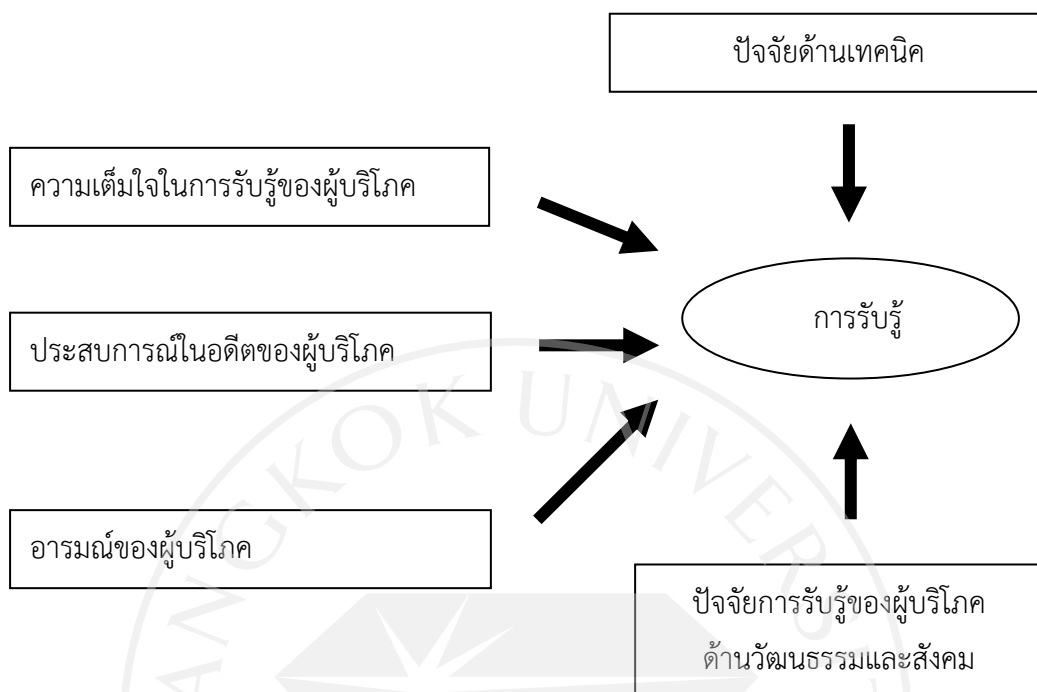 ปัจจัยด้านเทคนิค
ความเต็มใจในการรับรู้ของผู้บริโภค
การรับรู้
ประสบการณ์ในอดีตของผู้บริโภค
อารมณ์ของผู้บริโภค
ปัจจัยการรับรู้ของผู้บริโภค
ด้านวัฒนธรรมและสังคม
ANGKOK UNIVERS